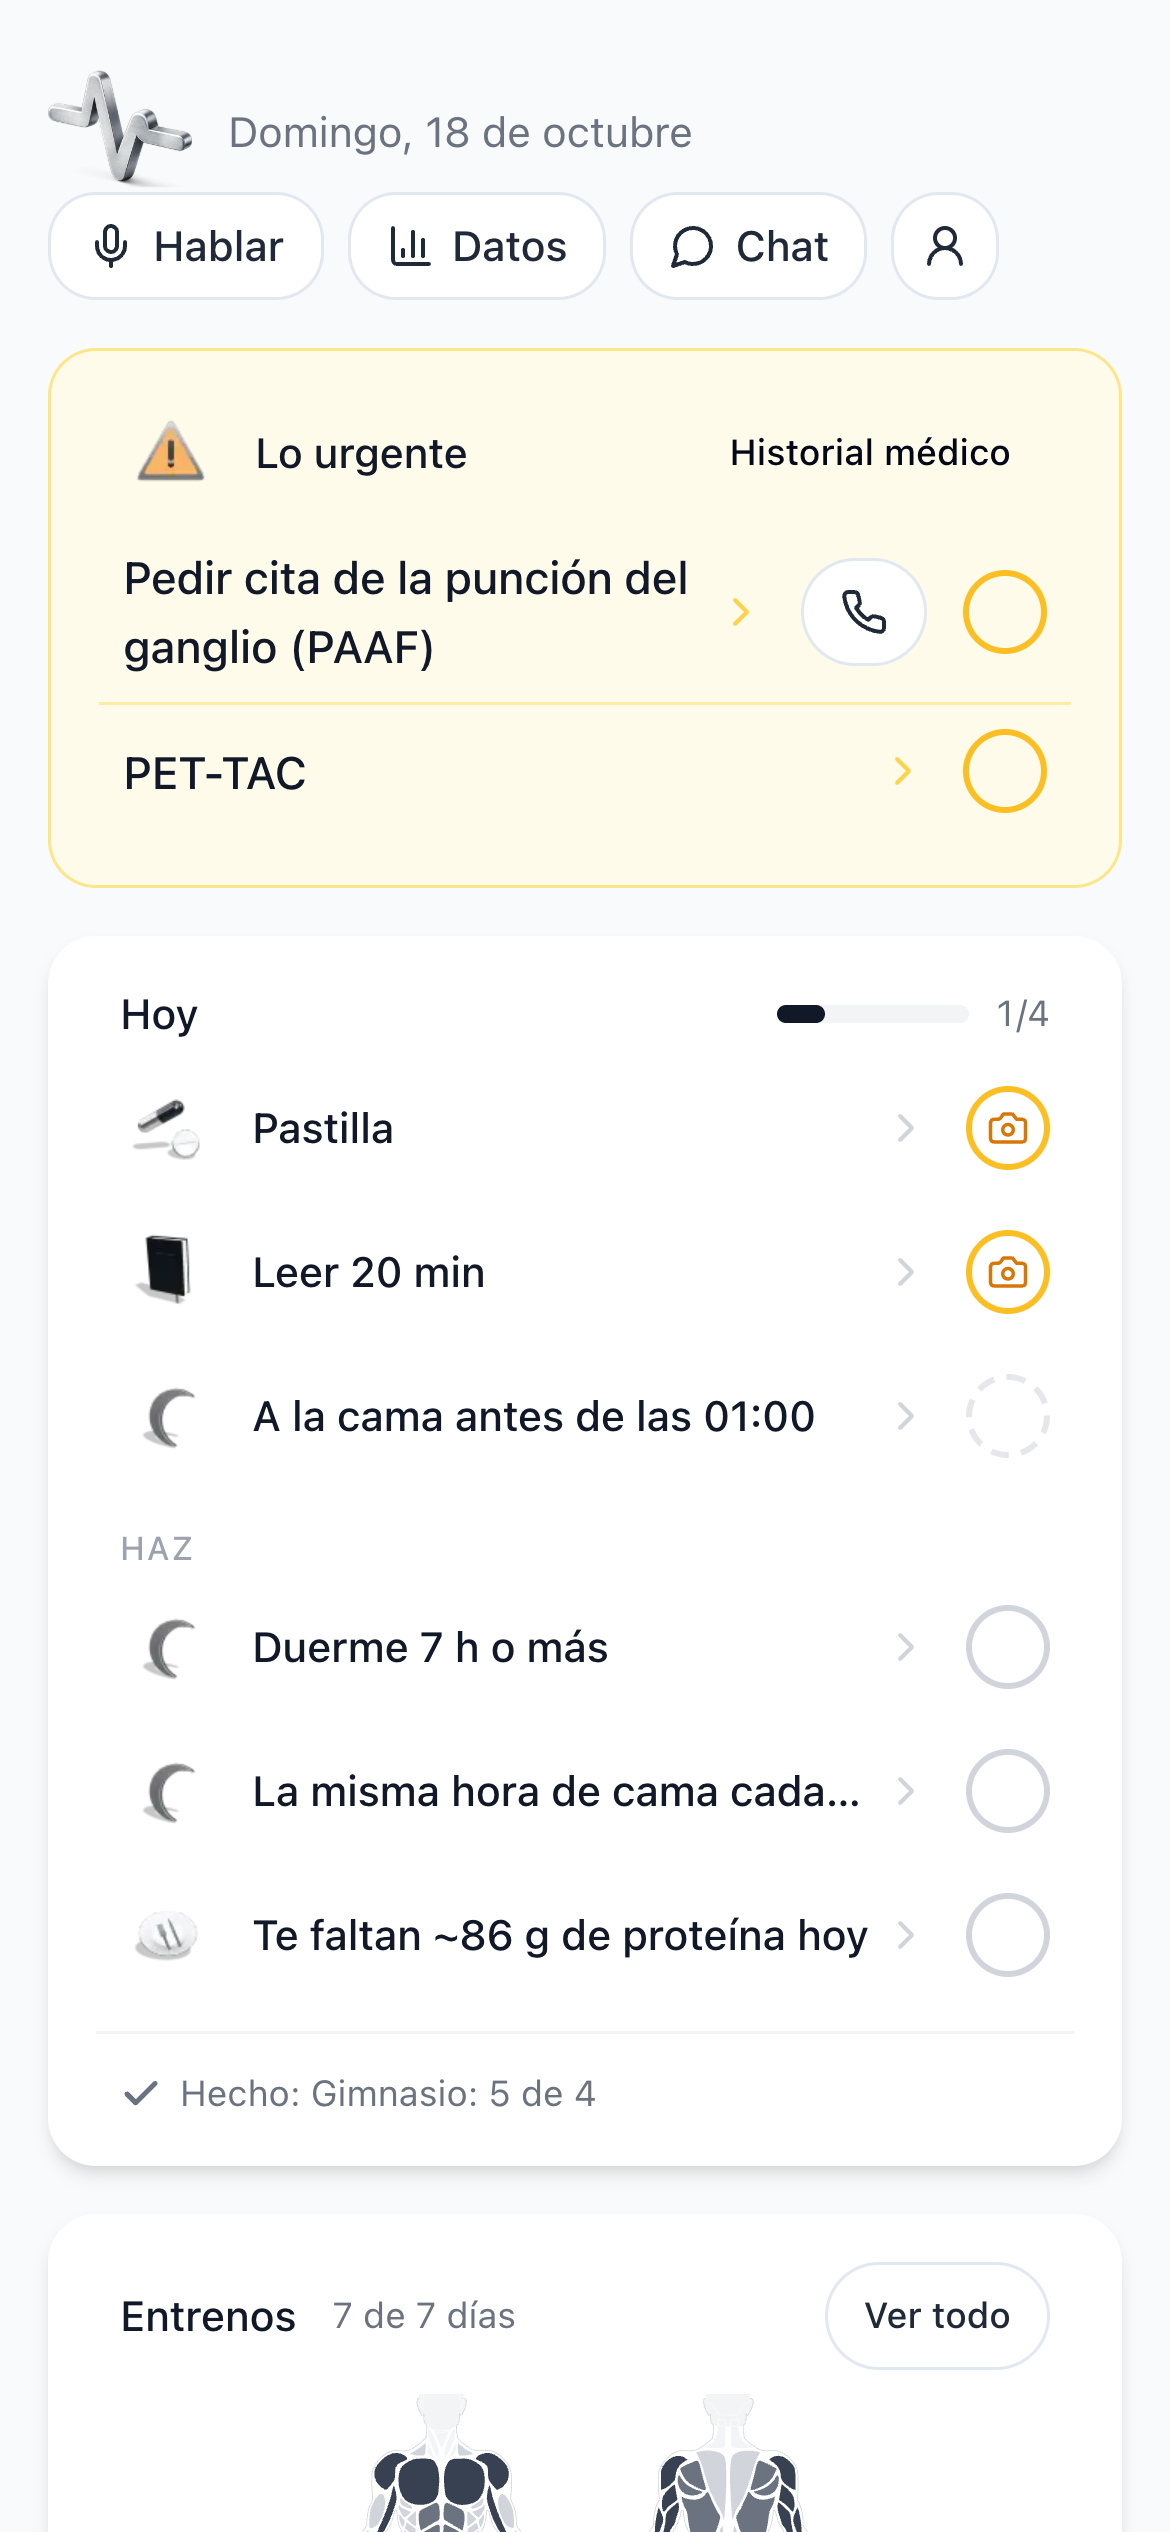 Domingo, 18 de octubre
Hablar
Datos
Chat
Lo urgente
Historial médico
Pedir cita de la punción del
ganglio (PAAF)
PET-TAC
Hoy
1/4
Pastilla
Leer 20 min
A la cama antes de las 01:00
HAZ
Duerme 7 h o más
La misma hora de cama cada...
Te faltan ~86 g de proteína hoy
Hecho: Gimnasio: 5 de 4
Entrenos
7 de 7 días
Ver todo